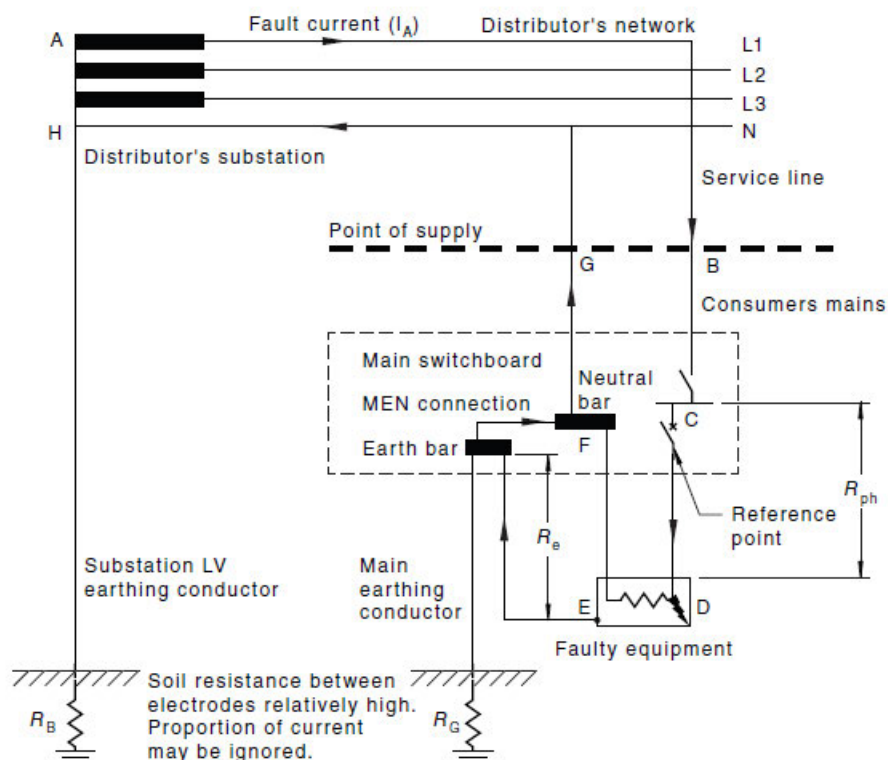 A
Fault current (I_A)
Distributor's network
L1
L2
L3
H
N
Distributor's substation
Service line
Point of supply
G
B
Consumers mains
Main switchboard
Neutral
bar
MEN connection
C
Earth bar
F
R_ph
R_e
Reference
point
Substation LV
earthing conductor
Main
earthing
conductor
E
D
Faulty equipment
Soil resistance between
electrodes relatively high.
Proportion of current
may be ignored.
R_B
R_G